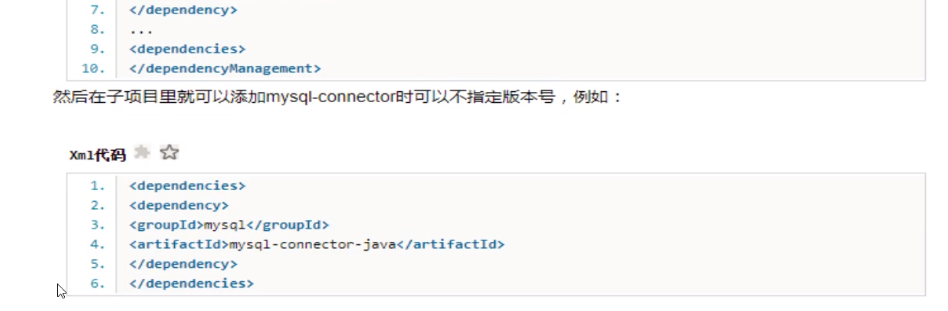 7. </dependency>
8. ...
9. <dependencies>
10. </dependencyManagement>
然后在子项目里就可以添加mysql-connector时可以不指定版本号，例如：
Xml代码
1. <dependencies>
2. <dependency>
3. <groupId>mysql</groupId>
4. <artifactId>mysql-connector-java</artifactId>
5. </dependency>
6. </dependencies>